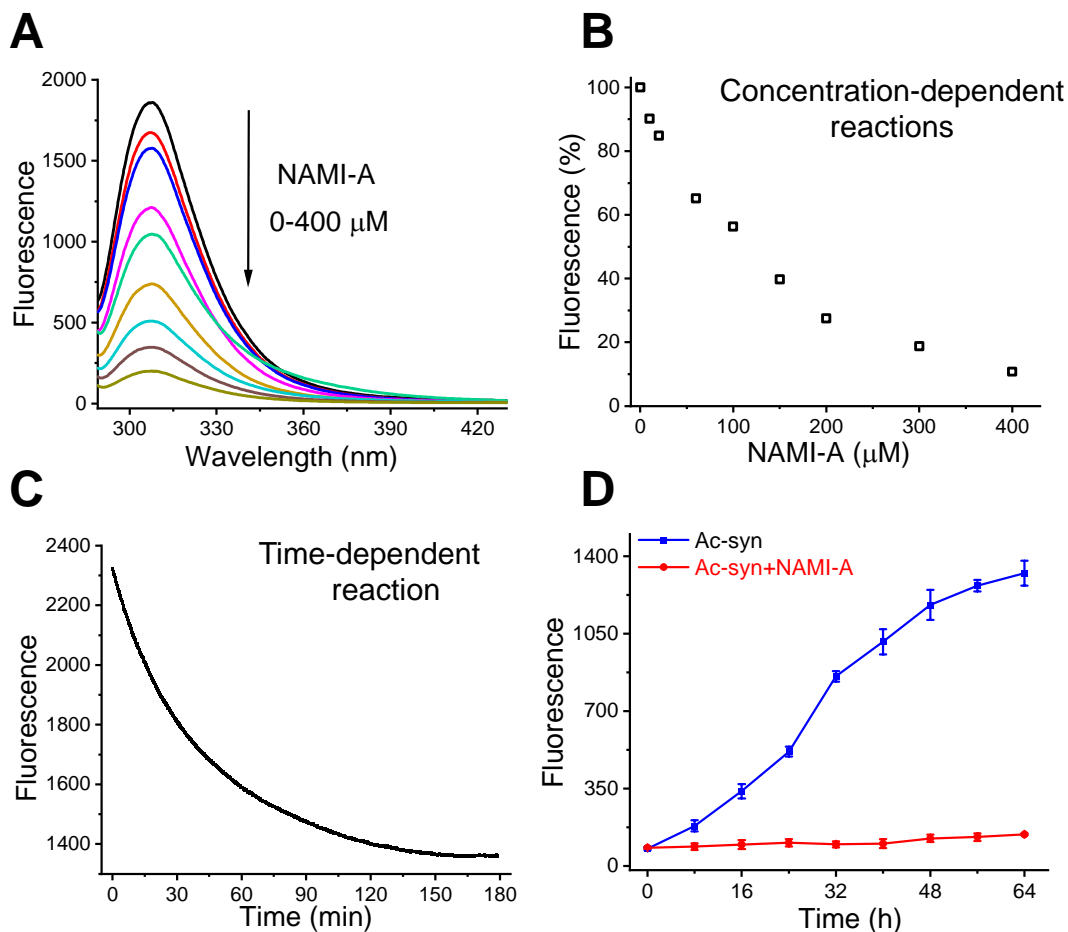 A
2000
1500
1000
500
0
Fluorescence
NAMI-A
0-400 μM
300
330
360
390
420
Wavelength (nm)
B
100
80
60
40
20
0
Fluorescence (%)
Concentration-dependent
reactions
0
100
200
300
400
NAMI-A (μM)
C
2400
2200
2000
1800
1600
1400
Fluorescence
Time-dependent
reaction
0
30
60
90
120
150
180
Time (min)
D
1400
1050
700
350
0
Fluorescence
Ac-syn
Ac-syn+NAMI-A
0
16
32
48
64
Time (h)